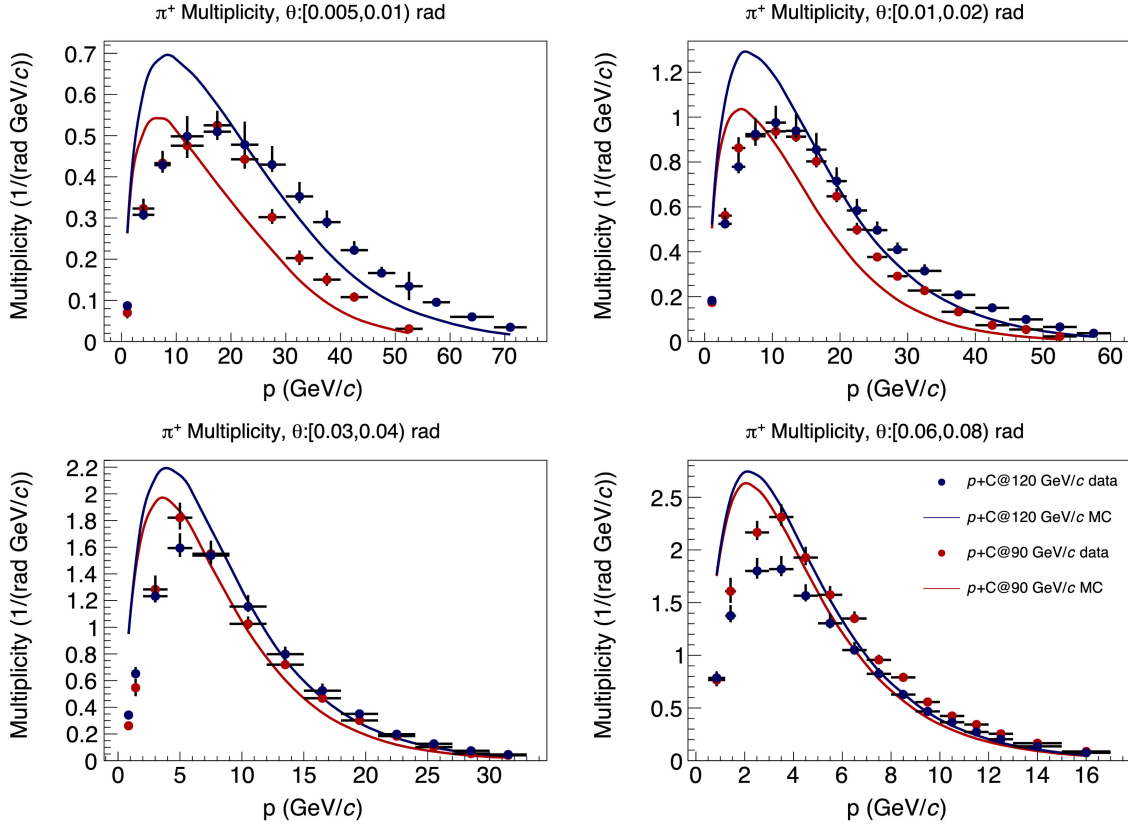 π⁺ Multiplicity, θ:[0.005,0.01) rad
Multiplicity (1/(rad GeV/c))
0.7
0.6
0.5
0.4
0.3
0.2
0.1
0
0 10 20 30 40 50 60 70
p (GeV/c)
π⁺ Multiplicity, θ:[0.01,0.02) rad
Multiplicity (1/(rad GeV/c))
1.2
1
0.8
0.6
0.4
0.2
0
0 10 20 30 40 50 60
p (GeV/c)
π⁺ Multiplicity, θ:[0.03,0.04) rad
Multiplicity (1/(rad GeV/c))
2.2
2
1.8
1.6
1.4
1.2
1
0.8
0.6
0.4
0.2
0
0 5 10 15 20 25 30
p (GeV/c)
π⁺ Multiplicity, θ:[0.06,0.08) rad
Multiplicity (1/(rad GeV/c))
2.5
2
1.5
1
0.5
0
0 2 4 6 8 10 12 14 16
p (GeV/c)
p+C@120 GeV/c data
p+C@120 GeV/c MC
p+C@90 GeV/c data
p+C@90 GeV/c MC